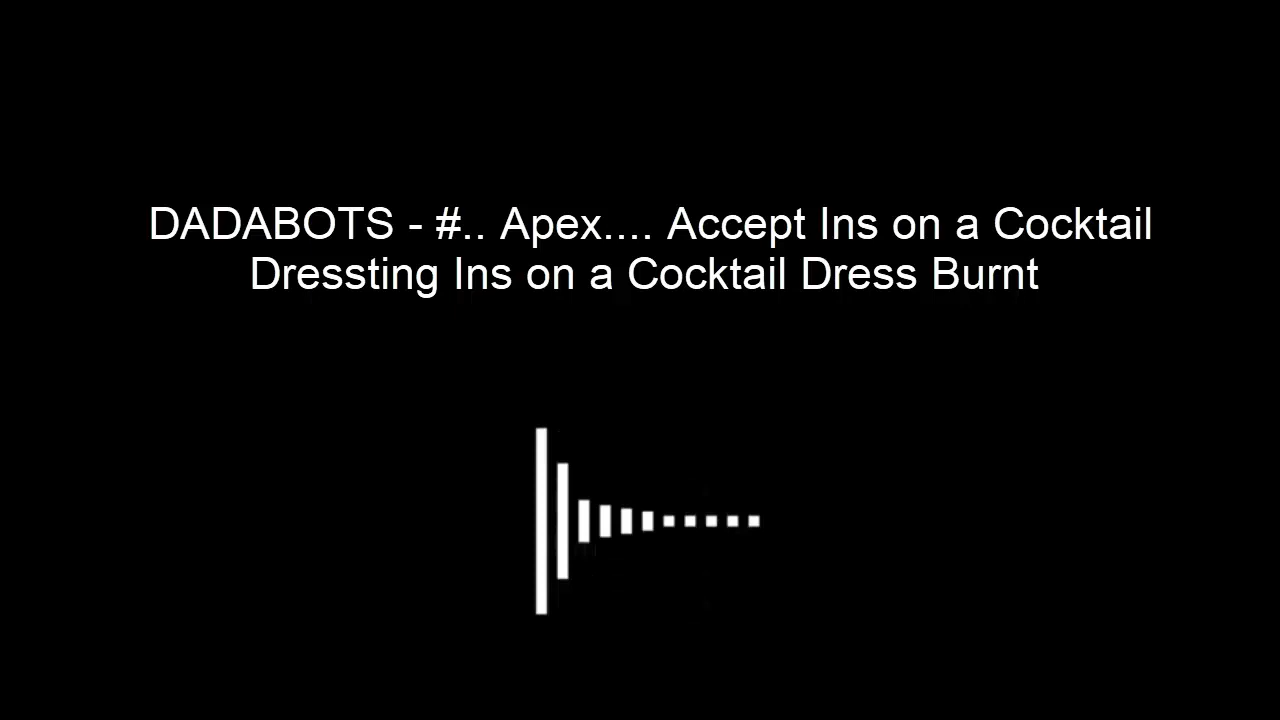 DADABOTS - #.. Apex.... Accept Ins on a Cocktail
Dressting Ins on a Cocktail Dress Burnt